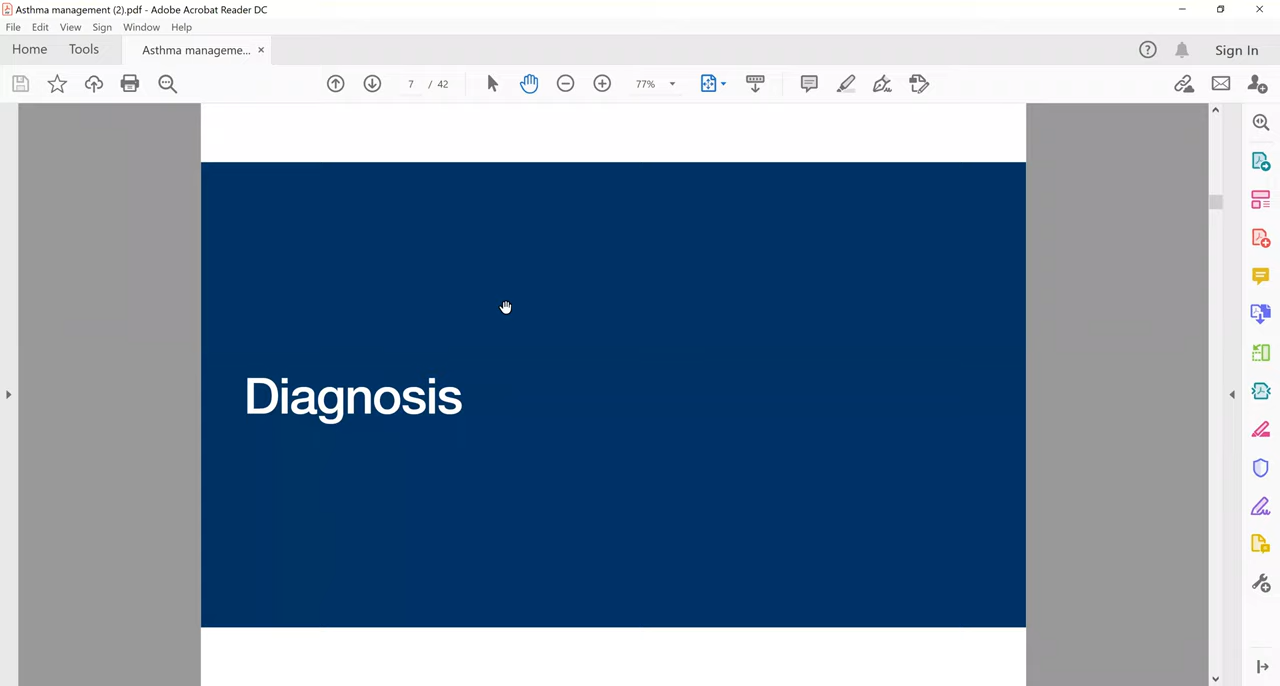 Asthma management (2).pdf - Adobe Acrobat Reader DC
File Edit View Sign Window Help
Home Tools Asthma manageme... × Sign In
7 / 42 77%
Diagnosis